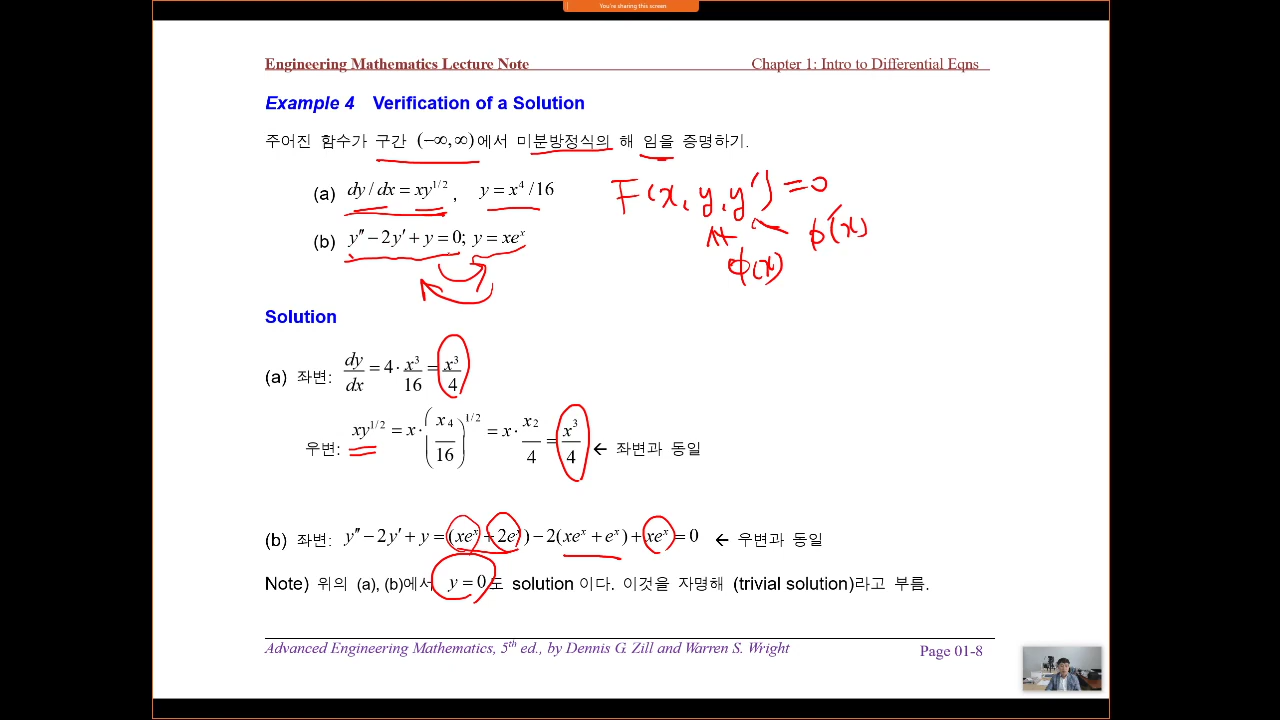 You're sharing this screen
Engineering Mathematics Lecture Note Chapter 1: Intro to Differential Eqns
Example 4 Verification of a Solution
주어진 함수가 구간 (−∞,∞)에서 미분방정식의 해 임을 증명하기.
(a) dy / dx = xy^1/2 , y = x^4 /16
F(x, y, y′) = 0
(b) y″ − 2y′ + y = 0; y = xe^x
φ′(x)
φ(x)
Solution
(a) 좌변: dy/dx = 4 · x^3/16 = x^3/4
우변: xy^1/2 = x · (x4/16)^1/2 = x · x2/4 = x^3/4 ← 좌변과 동일
(b) 좌변: y″ − 2y′ + y = (xe^x + 2e^x) − 2(xe^x + e^x) + xe^x = 0 ← 우변과 동일
Note) 위의 (a), (b)에서 y = 0도 solution 이다. 이것을 자명해 (trivial solution)라고 부름.
Advanced Engineering Mathematics, 5th ed., by Dennis G. Zill and Warren S. Wright Page 01-8